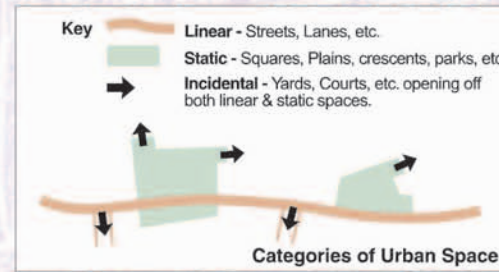 Key
Linear - Streets, Lanes, etc.
Static - Squares, Plains, crescents, parks, etc
Incidental - Yards, Courts, etc. opening off
both linear & static spaces.
Categories of Urban Space